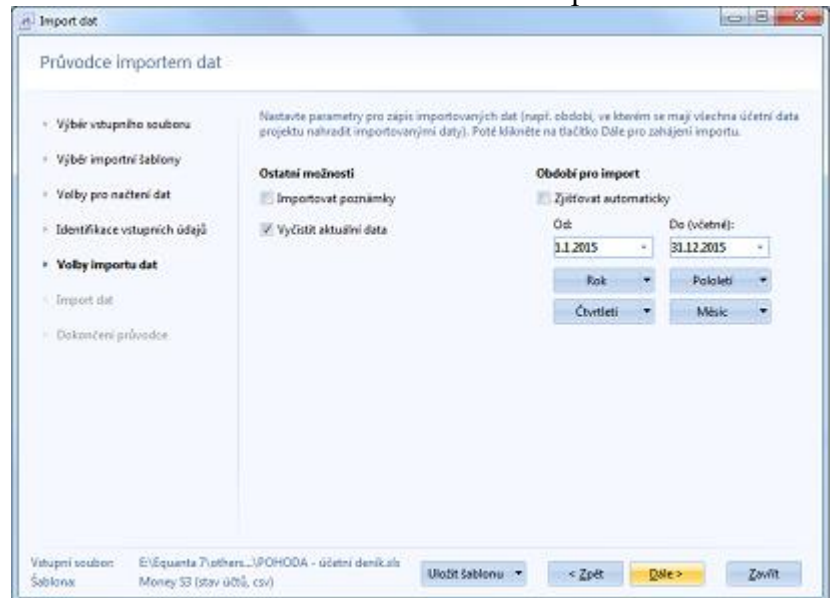 Import dat
Průvodce importem dat
Výběr vstupního souboru
Výběr importní šablony
Volby pro načtení dat
Identifikace vstupních údajů
Volby importu dat
Import dat
Dokončení průvodce
Nastavte parametry pro zápis importovaných dat (např. období, ve kterém se mají všechna účetní data
projektu nahradit importovanými daty). Poté klikněte na tlačítko Dále pro zahájení importu.
Ostatní možnosti
Importovat poznámky
Vyčistit aktuální data
Období pro import
Zjišťovat automaticky
Od: Do (včetně):
1.1.2015 31.12.2015
Rok Pololetí
Čtvrtletí Měsíc
Vstupní soubor: E:\Equanta 7\others...\POHODA - účetní deník.xls
Šablona: Money S3 (stav účtů, csv)
Uložit šablonu < Zpět Dále > Zavřít